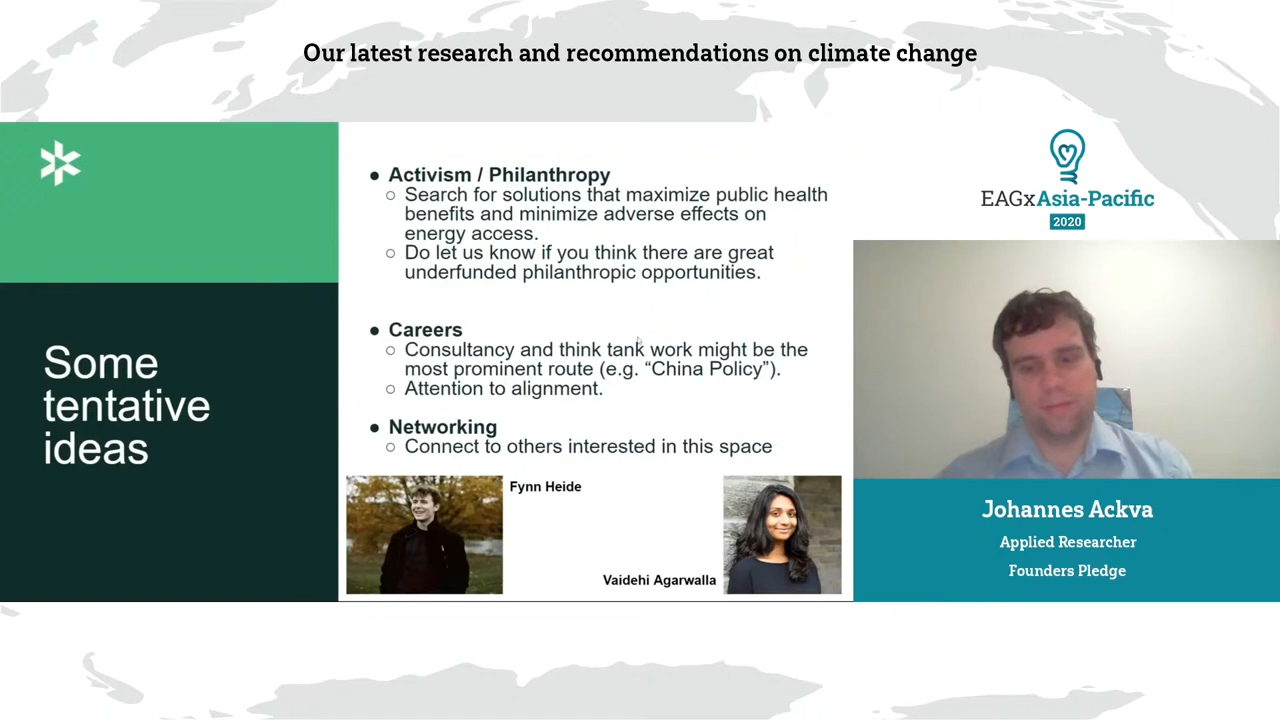 Our latest research and recommendations on climate change
Some
tentative
ideas
● Activism / Philanthropy
○ Search for solutions that maximize public health
benefits and minimize adverse effects on
energy access.
○ Do let us know if you think there are great
underfunded philanthropic opportunities.
● Careers
○ Consultancy and think tank work might be the
most prominent route (e.g. “China Policy”).
○ Attention to alignment.
● Networking
○ Connect to others interested in this space
Fynn Heide
Vaidehi Agarwalla
EAGxAsia-Pacific
2020
Johannes Ackva
Applied Researcher
Founders Pledge